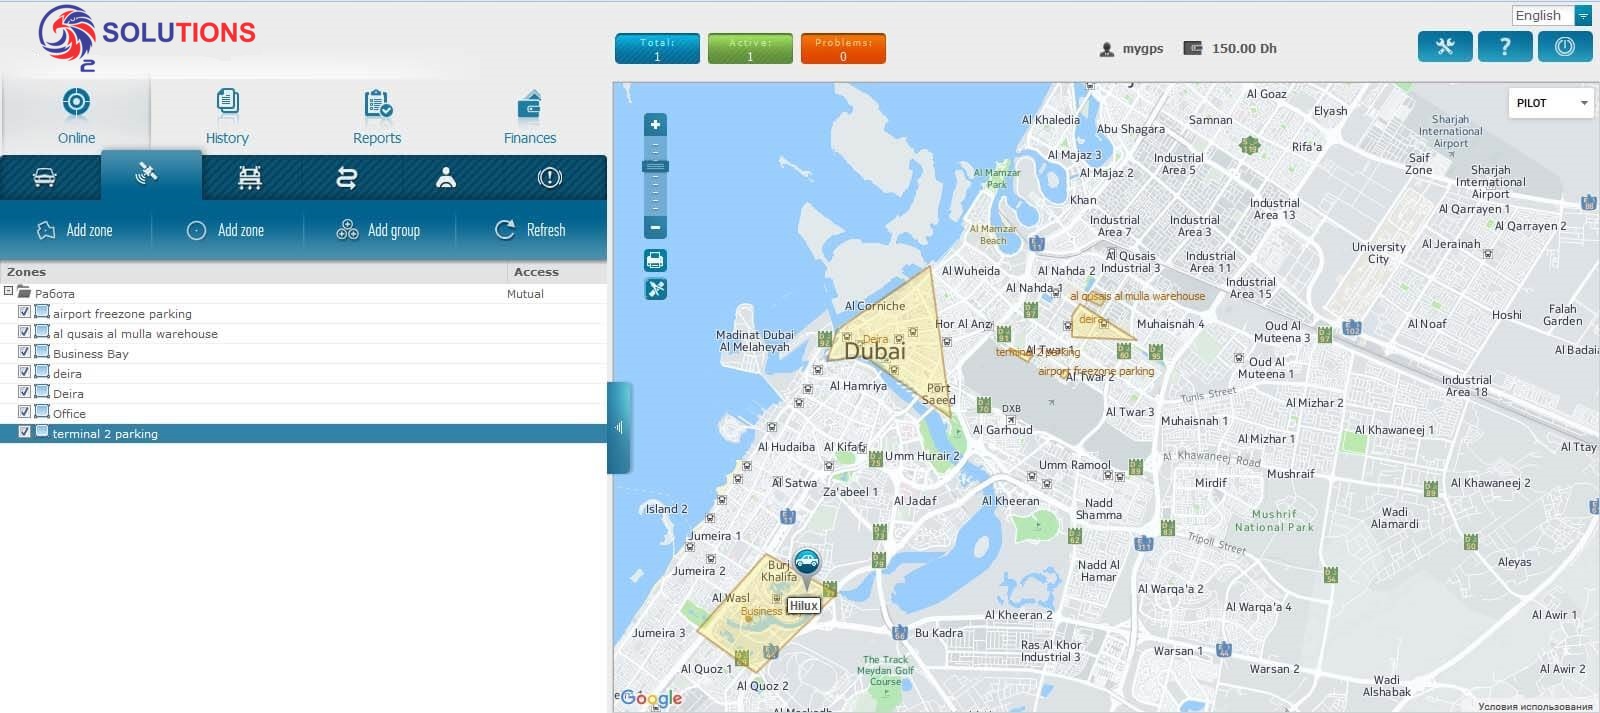 SOLUTIONS
2
English
Total:
1
Active:
1
Problems:
0
mygps
150.00 Dh
?
Online
History
Reports
Finances
Add zone
Add zone
Add group
Refresh
Zones
Access
Работа
Mutual
airport freezone parking
al qusais al mulla warehouse
Business Bay
deira
Deira
Office
terminal 2 parking
PILOT
Al Goaz
Elyash
Samnan
Al Khaledia
Abu Shagara
Sharjah
International
Airport
Rifa'a
Al Majaz 3
Industrial
Area 5
Saif
Zone
Al Mamzar
Park
Al Majaz 2
Sharjah
International
Airport
Khan
Industrial
Area 13
Al Qarrayen 1
Industrial
Area 7
Industrial
Area 3
Al Qarrayen 2
Al Mamzar
Beach
11
University
City
Al Jerainah
Al Qusais
Industrial 3
Industrial
Area 11
Al Wuheida
Al Nahda 2
Al Nahda 1
Industrial
Area 15
al qusais al mulla warehouse
Al Corniche
Falah
Garden
Hoshi
deira
Hor Al Anz
Muhaisnah 4
Al Noaf
Oud Al
Muteena 3
Madinat Dubai
Al Melaheyah
Deira
Dubai
Al Twar 1
terminal 2 parking
Al Badaia
Oud Al
Muteena 1
airport freezone parking
Al Twar 2
Al Hamriya
Port
Saeed
Industrial
Area 18
Tunis Street
Al Mizhar 2
DXB
Al Twar 3
Muhaisnah 1
Al Garhoud
Al Khawaneej 1
Al Mizhar 1
Al Ttay
Al Hudaiba
Al Kifaf
Umm Hurair 2
Al Khawaneej Road
Umm Ramool
Mushraif
Al Satwa
Za'abeel 1
Mirdif
Al Khawaneej 2
Al Jadaf
Al Kheeran
Nadd
Shamma
Island 2
Mushrif
National Park
Wadi
Alamardi
11
Jumeira 1
Tripoli Street
311
Burj
Khalifa
Nadd Al
Hamar
Aleyas
Jumeira 2
Al Warqa'a 2
Al Wasl
Hilux
Business
Al Warqa'a 4
Al Kheeran 2
Al Awir 1
Jumeira 3
Bu Kadra
Ras Al Khor
Industrial 3
Warsan 1
44
The Track
Meydan Golf
Course
Al Quoz 1
Warsan 2
Al Awir 2
Al Quoz 2
Wadi
Alshabak
Google
Условия использования